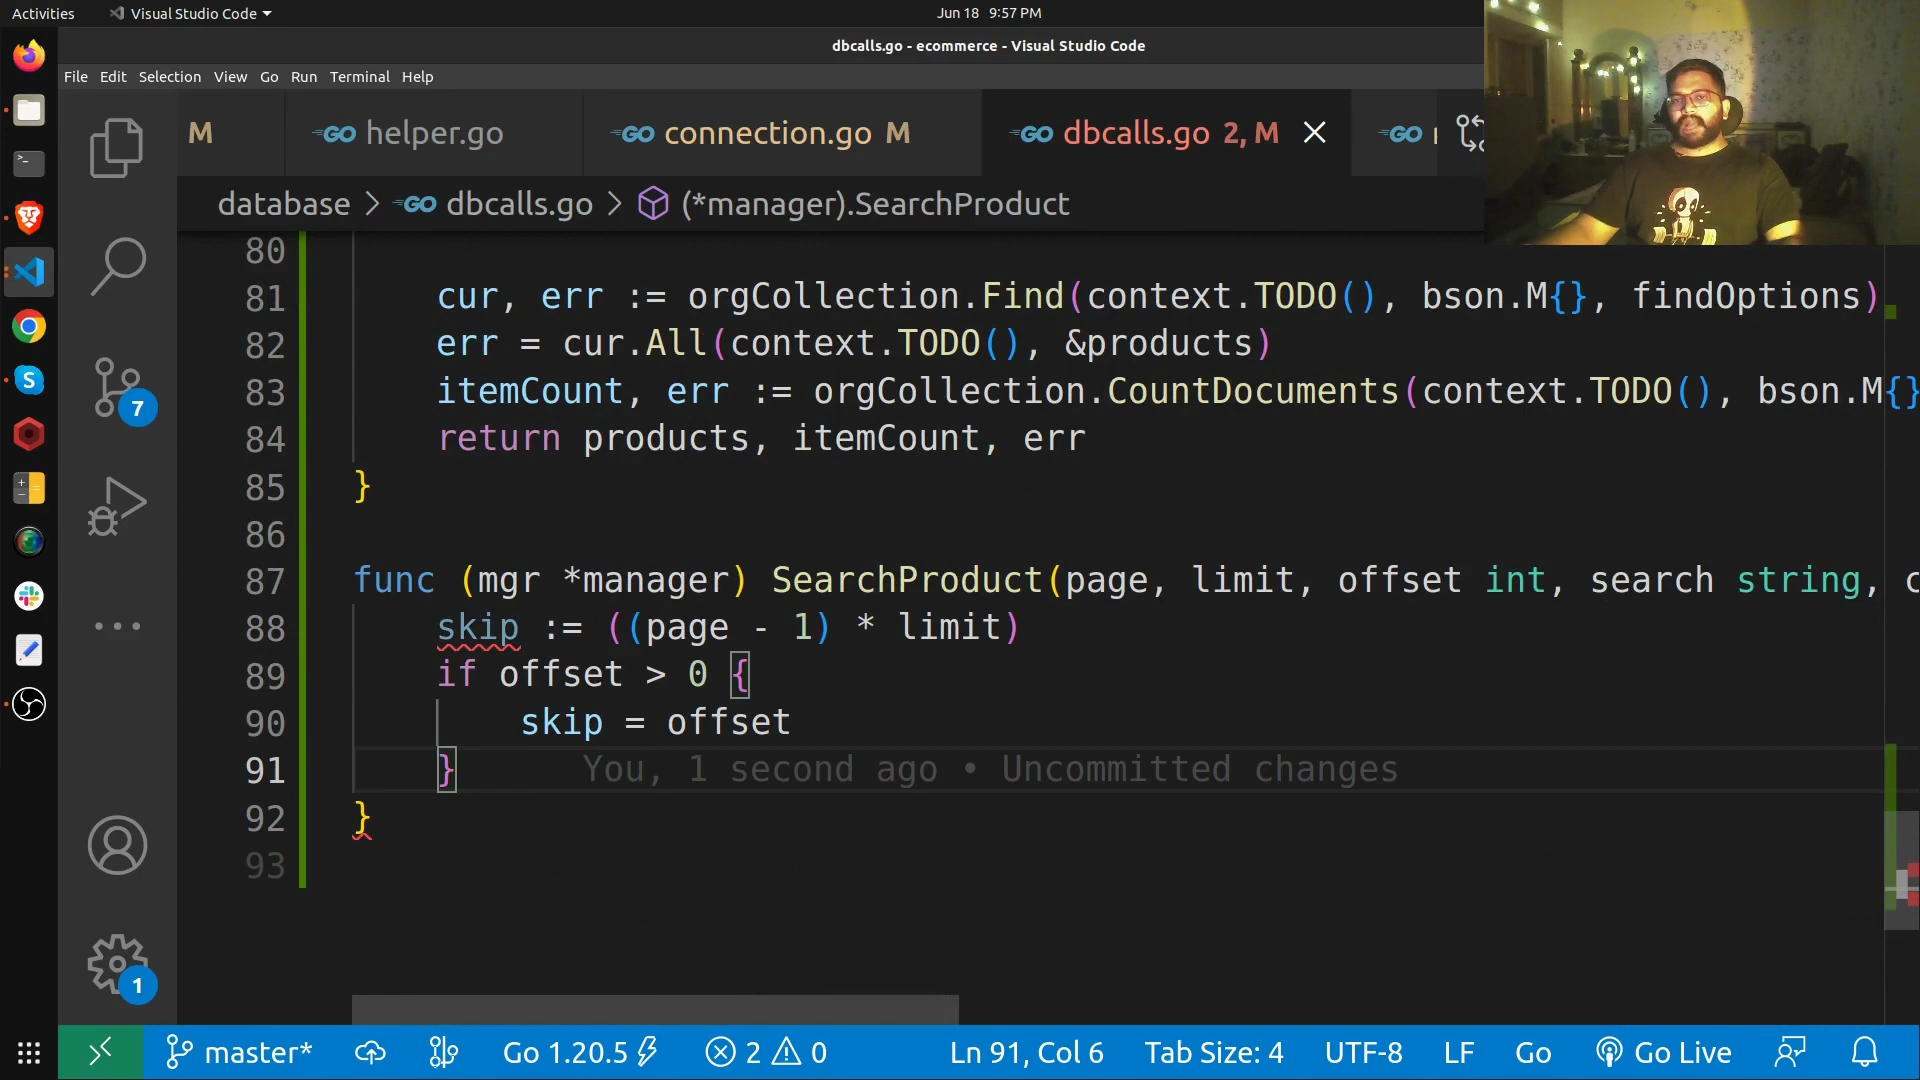 Activities
Visual Studio Code
Jun 18 9:57 PM
dbcalls.go - ecommerce - Visual Studio Code
File Edit Selection View Go Run Terminal Help
M
GO helper.go
GO connection.go M
GO dbcalls.go 2, M
GO
database > GO dbcalls.go > (*manager).SearchProduct
80
81 cur, err := orgCollection.Find(context.TODO(), bson.M{}, findOptions)
82 err = cur.All(context.TODO(), &products)
83 itemCount, err := orgCollection.CountDocuments(context.TODO(), bson.M{}
84 return products, itemCount, err
85 }
86
87 func (mgr *manager) SearchProduct(page, limit, offset int, search string, c
88 skip := ((page - 1) * limit)
89 if offset > 0 {
90 skip = offset
91 } You, 1 second ago • Uncommitted changes
92 }
93
7
1
master*
Go 1.20.5
2
0
Ln 91, Col 6
Tab Size: 4
UTF-8
LF
Go
Go Live